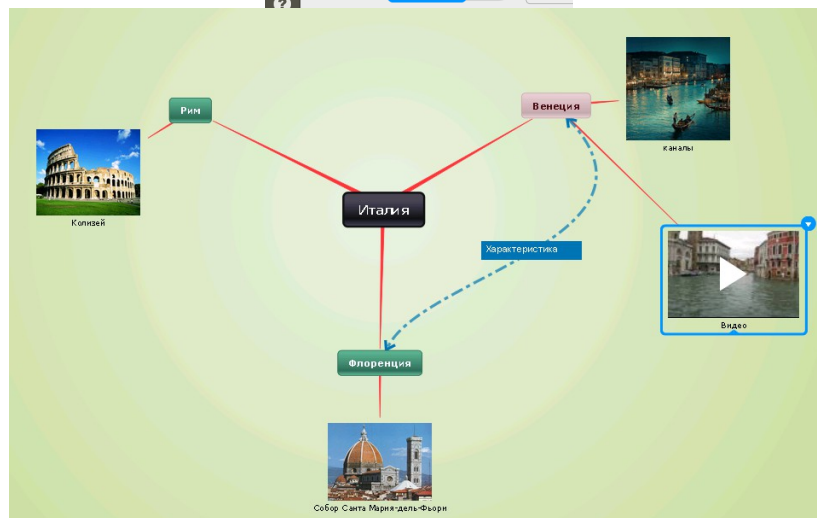 ?
Рим
Венеция
каналы
Колизей
Италия
Характеристика
Видео
Флоренция
Собор Санта Мария-дель-Фьори